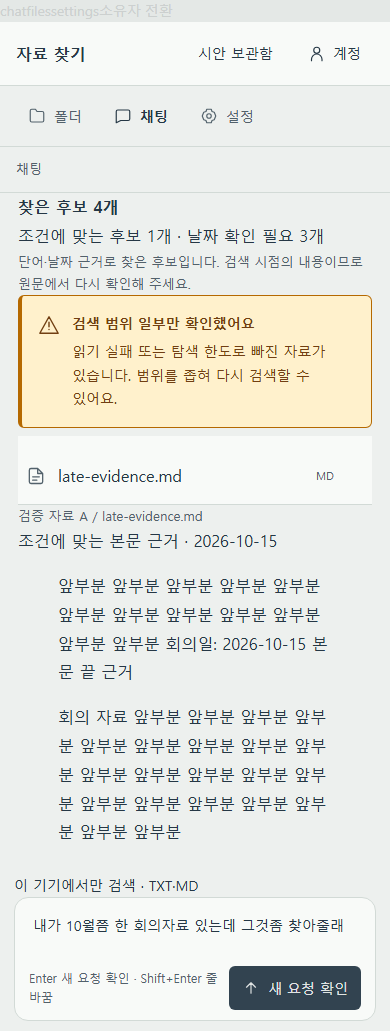 chatfilessettings소유자 전환
자료 찾기
시안 보관함
계정
폴더
채팅
설정
채팅
찾은 후보 4개
조건에 맞는 후보 1개 · 날짜 확인 필요 3개
단어·날짜 근거로 찾은 후보입니다. 검색 시점의 내용이므로
원문에서 다시 확인해 주세요.
검색 범위 일부만 확인했어요
읽기 실패 또는 탐색 한도로 빠진 자료가
있습니다. 범위를 좁혀 다시 검색할 수
있어요.
late-evidence.md
MD
검증 자료 A / late-evidence.md
조건에 맞는 본문 근거 · 2026-10-15
앞부분 앞부분 앞부분 앞부분 앞부분
앞부분 앞부분 앞부분 앞부분 앞부분
앞부분 앞부분 회의일: 2026-10-15 본
문 끝 근거
회의 자료 앞부분 앞부분 앞부분 앞부
분 앞부분 앞부분 앞부분 앞부분 앞부
분 앞부분 앞부분 앞부분 앞부분 앞부
분 앞부분 앞부분 앞부분 앞부분 앞부
분 앞부분 앞부분
이 기기에서만 검색 · TXT·MD
내가 10월쯤 한 회의자료 있는데 그것좀 찾아줄래
Enter 새 요청 확인 · Shift+Enter 줄
바꿈
새 요청 확인